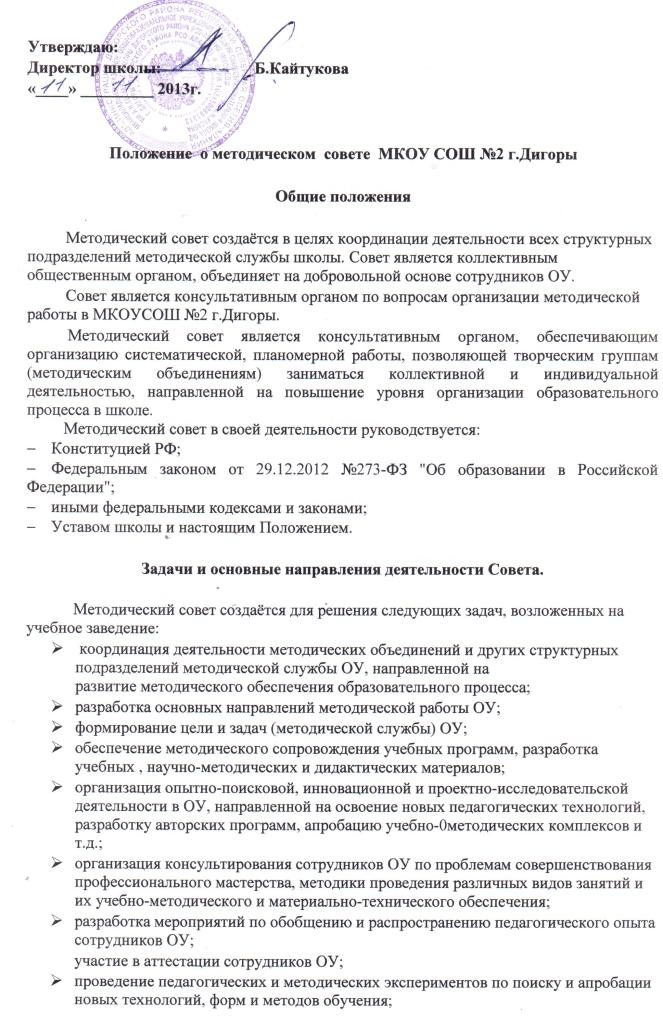 Утверждаю:
Директор школы: Б.Кайтукова
«11» 11 2013г.
Положение о методическом совете МКОУ СОШ №2 г.Дигоры
Общие положения
Методический совет создаётся в целях координации деятельности всех структурных
подразделений методической службы школы. Совет является коллективным
общественным органом, объединяет на добровольной основе сотрудников ОУ.
Совет является консультативным органом по вопросам организации методической
работы в МКОУСОШ №2 г.Дигоры.
Методический совет является консультативным органом, обеспечивающим
организацию систематической, планомерной работы, позволяющей творческим группам
(методическим объединениям) заниматься коллективной и индивидуальной
деятельностью, направленной на повышение уровня организации образовательного
процесса в школе.
Методический совет в своей деятельности руководствуется:
– Конституцией РФ;
– Федеральным законом от 29.12.2012 №273-ФЗ "Об образовании в Российской
Федерации";
– иными федеральными кодексами и законами;
– Уставом школы и настоящим Положением.
Задачи и основные направления деятельности Совета.
Методический совет создаётся для решения следующих задач, возложенных на
учебное заведение:
➢ координация деятельности методических объединений и других структурных
подразделений методической службы ОУ, направленной на
развитие методического обеспечения образовательного процесса;
➢ разработка основных направлений методической работы ОУ;
➢ формирование цели и задач (методической службы) ОУ;
➢ обеспечение методического сопровождения учебных программ, разработка
учебных , научно-методических и дидактических материалов;
➢ организация опытно-поисковой, инновационной и проектно-исследовательской
деятельности в ОУ, направленной на освоение новых педагогических технологий,
разработку авторских программ, апробацию учебно-0методических комплексов и
т.д.;
➢ организация консультирования сотрудников ОУ по проблемам совершенствования
профессионального мастерства, методики проведения различных видов занятий и
их учебно-методического и материально-технического обеспечения;
➢ разработка мероприятий по обобщению и распространению педагогического опыта
сотрудников ОУ;
участие в аттестации сотрудников ОУ;
➢ проведение педагогических и методических экспериментов по поиску и апробации
новых технологий, форм и методов обучения;